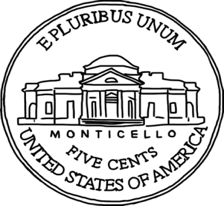 E PLURIBUS UNUM
MONTICELLO
FIVE CENTS
UNITED STATES OF AMERICA